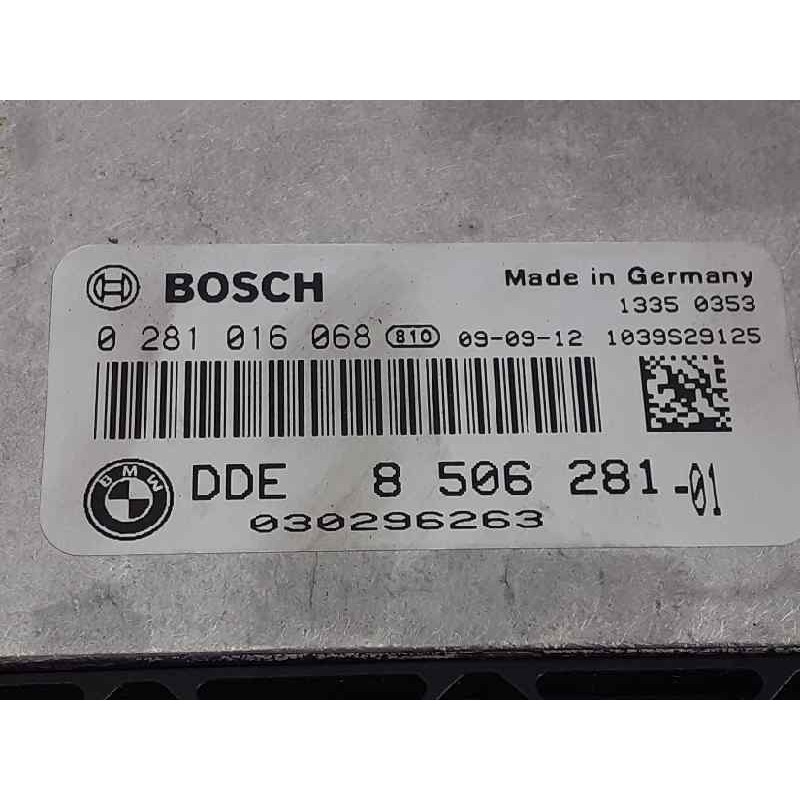 BOSCH Made in Germany
1335 0353
0 281 016 068 810 09-09-12 1039S29125
BMW DDE 8 506 281-01
030296263